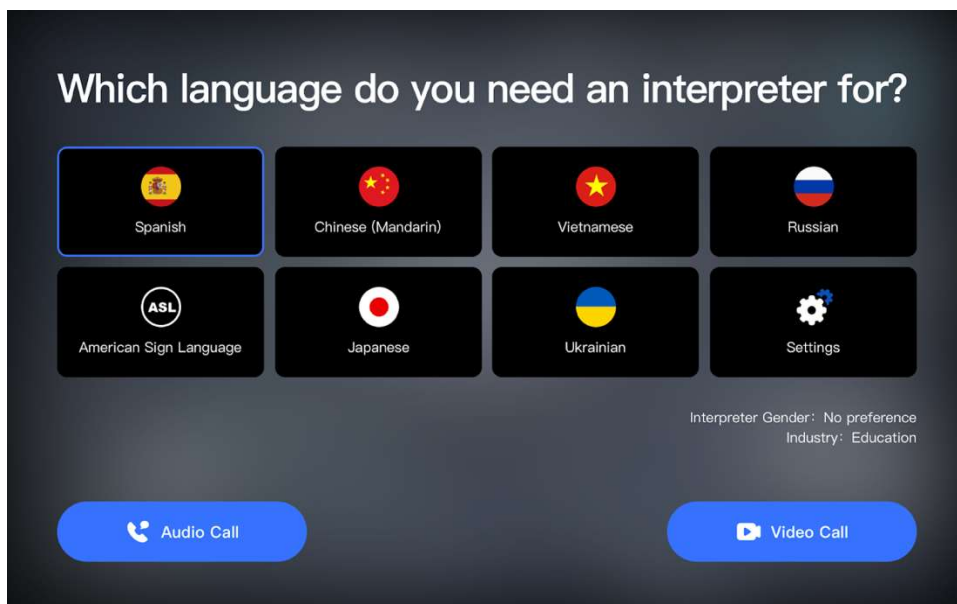 Which language do you need an interpreter for?
Spanish
Chinese (Mandarin)
Vietnamese
Russian
ASL
American Sign Language
Japanese
Ukrainian
Settings
Interpreter Gender: No preference
Industry: Education
Audio Call
Video Call